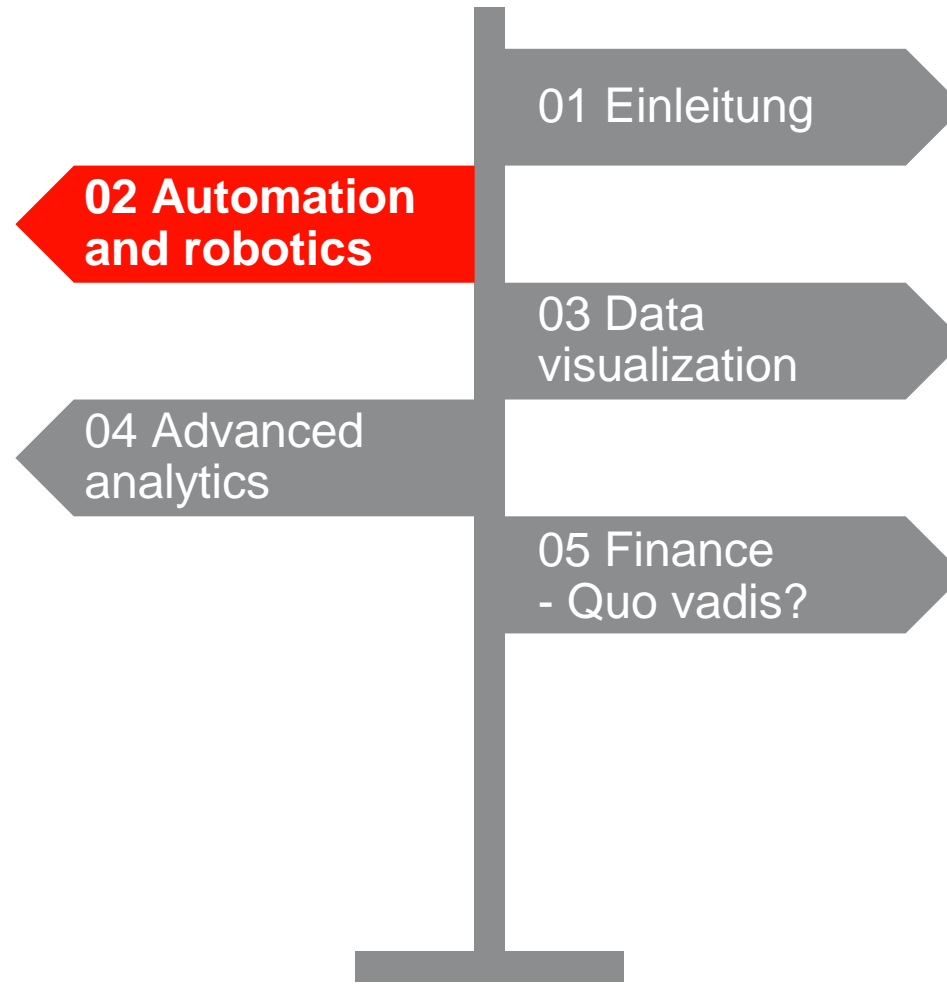 01 Einleitung
02 Automation
and robotics
03 Data
visualization
04 Advanced
analytics
05 Finance
- Quo vadis?